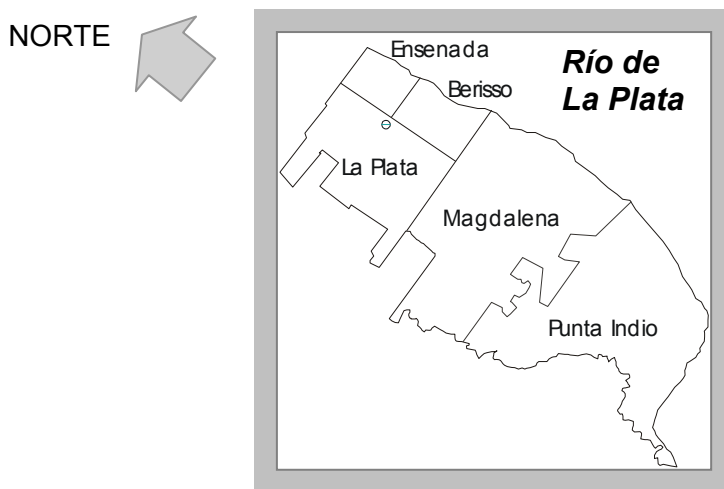 NORTE
Ensenada
Río de
La Plata
Berisso
La Plata
Magdalena
Punta Indio